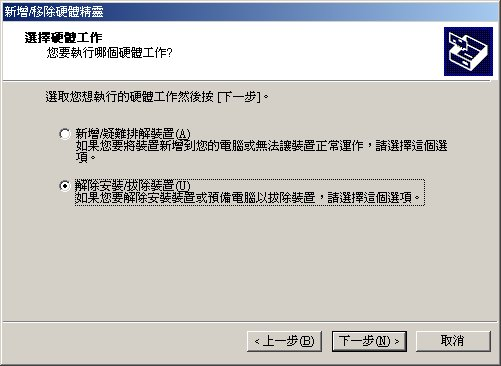 新增/移除硬體精靈
選擇硬體工作
您要執行哪個硬體工作?
選取您想執行的硬體工作然後按 [下一步]。
新增/疑難排解裝置(A)
如果您要將裝置新增到您的電腦或無法讓裝置正常運作，請選擇這個選
項。
解除安裝/拔除裝置(U)
如果您要解除安裝裝置或預備電腦以拔除裝置，請選擇這個選項。
< 上一步(B)
下一步(N) >
取消